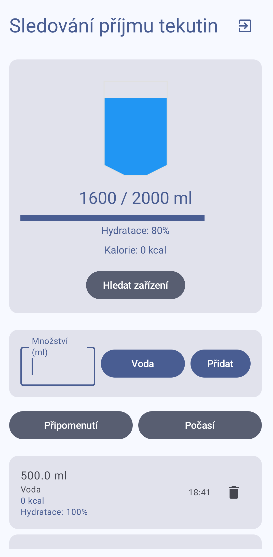 Sledování příjmu tekutin
1600 / 2000 ml
Hydratace: 80%
Kalorie: 0 kcal
Hledat zařízení
Množství
(ml)
Voda
Přidat
Připomenutí
Počasí
500.0 ml
Voda
0 kcal
Hydratace: 100%
18:41